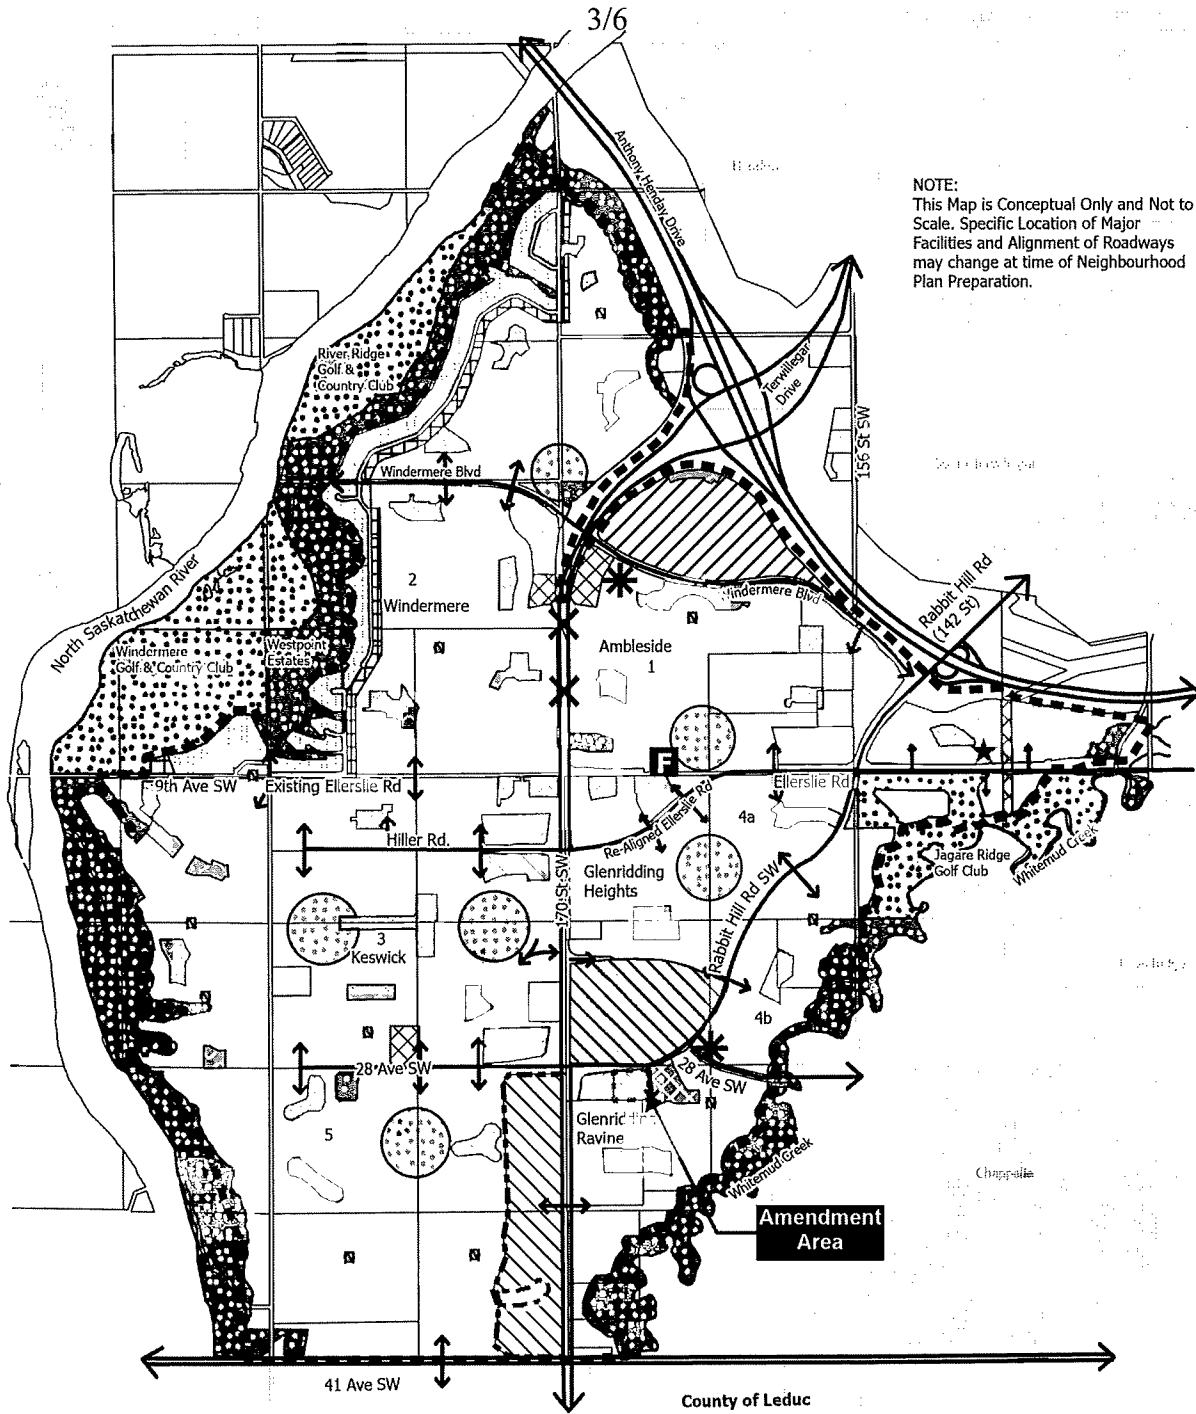 3/6
Anthony Henday Drive
NOTE:
This Map is Conceptual Only and Not to
Scale. Specific Location of Major
Facilities and Alignment of Roadways
may change at time of Neighbourhood
Plan Preparation.
River Ridge
Golf &
Country Club
Terwillegar
Drive
156 St SW
Windermere Blvd
North Saskatchewan River
2
Windermere
Windermere Blvd
Rabbit Hill Rd
(142 St)
Windermere
Golf & Country Club
Westpoint
Estates
Ambleside
1
F
9th Ave SW
Existing Ellerslie Rd
Ellerslie Rd
Re-Aligned Ellerslie Rd
4a
Hiller Rd.
170 St SW
Glenridding
Heights
Rabbit Hill Rd SW
Jagare Ridge
Golf Club
Whitemud Creek
3
Keswick
4b
28 Ave SW
28 Ave SW
5
Ravine
Whitemud Creek
Chappelle
Amendment
Area
41 Ave SW
County of Leduc